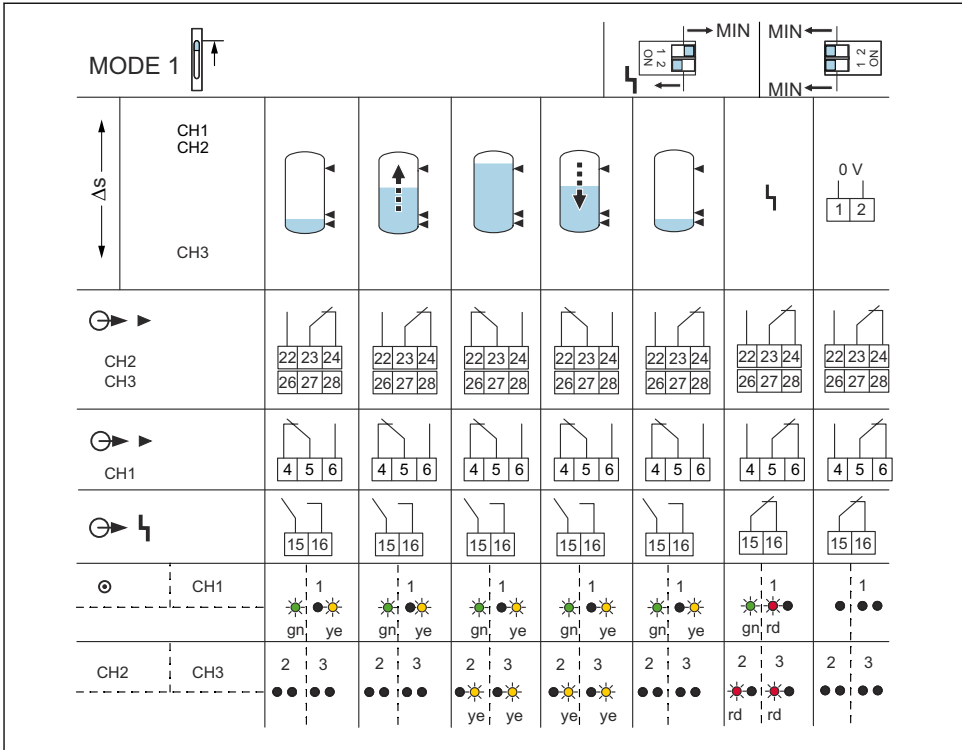 MODE 1
MIN
MIN
1 2
ON
1 2
ON
MIN
Δs
CH1
CH2
CH3
0 V
1 2
CH2
CH3
22 23 24 22 23 24 22 23 24 22 23 24 22 23 24 22 23 24 22 23 24
26 27 28 26 27 28 26 27 28 26 27 28 26 27 28 26 27 28 26 27 28
CH1
4 5 6 4 5 6 4 5 6 4 5 6 4 5 6 4 5 6 4 5 6
15 16 15 16 15 16 15 16 15 16 15 16 15 16
CH1 1 1 1 1 1 1 1
gn ye gn ye gn ye gn ye gn ye gn rd
CH2 CH3 2 3 2 3 2 3 2 3 2 3 2 3 2 3
ye ye ye ye rd rd